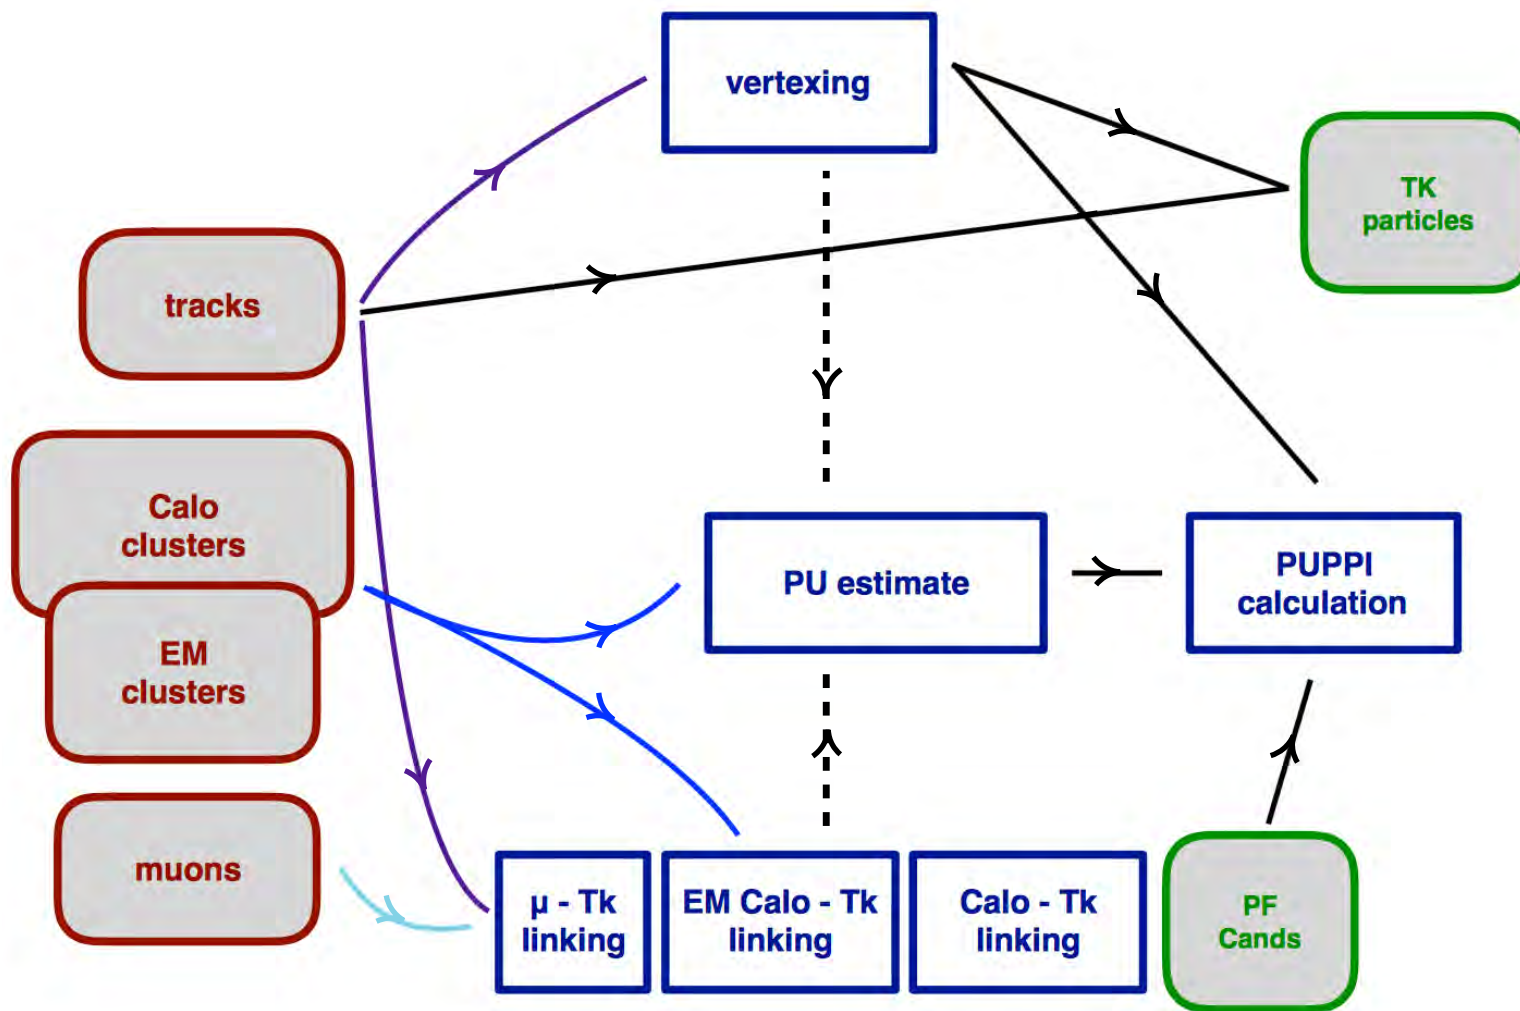 vertexing
TK
particles
tracks
Calo
clusters
PU estimate
PUPPI
calculation
EM
clusters
muons
μ - Tk
linking
EM Calo - Tk
linking
Calo - Tk
linking
PF
Cands